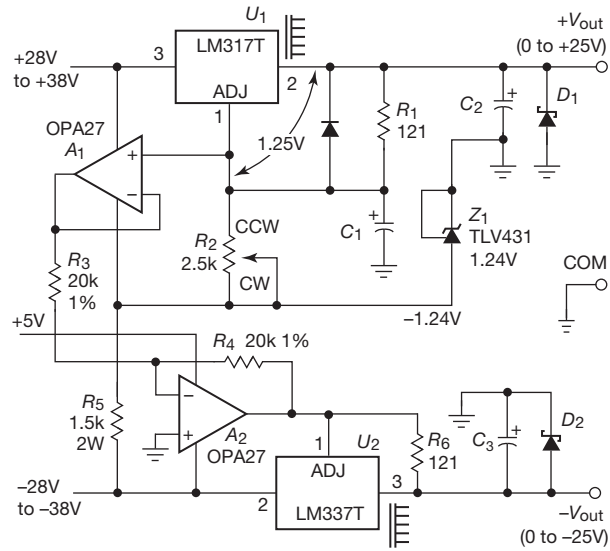 U1
LM317T
ADJ
3
2
1
+28V
to +38V
+Vout
(0 to +25V)
OPA27
A1
+
−
1.25V
R1
121
C2
+
D1
CCW
R2
2.5k
CW
C1
+
Z1
TLV431
1.24V
COM
R3
20k
1%
−1.24V
+5V
R4 20k 1%
R5
1.5k
2W
−
+
A2
OPA27
1
U2
ADJ
LM337T
2
3
R6
121
C3
+
D2
−28V
to −38V
−Vout
(0 to −25V)